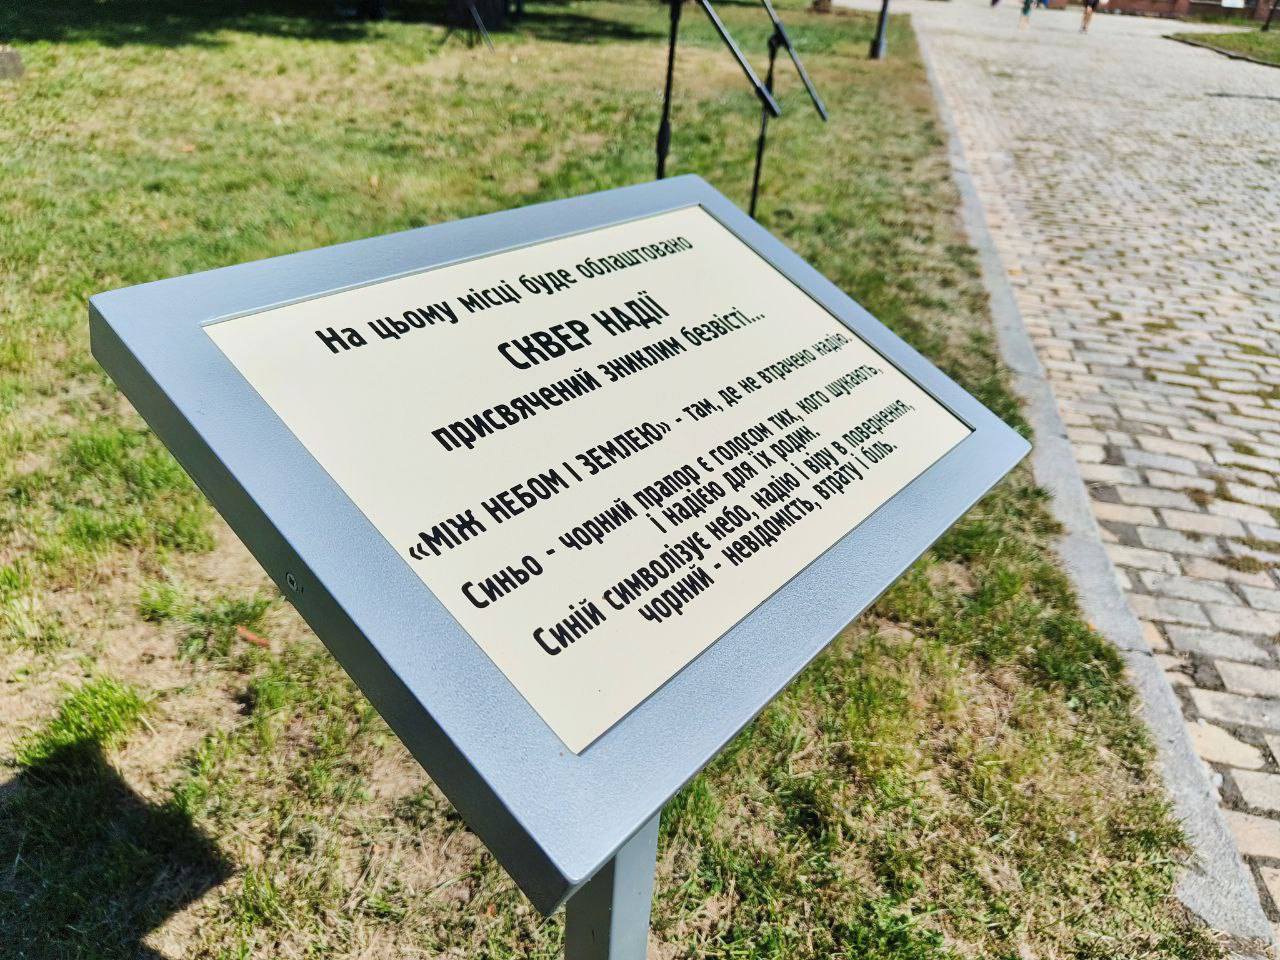 На цьому місці буде облаштовано
СКВЕР НАДІЇ
присвячений зниклим безвісті...
«МІЖ НЕБОМ І ЗЕМЛЕЮ» - там, де не втрачено надію.
Синьо - чорний прапор є голосом тих, кого шукають,
і надією для їх родин.
Синій символізує небо, надію і віру в повернення,
чорний - невідомість, втрату і біль.